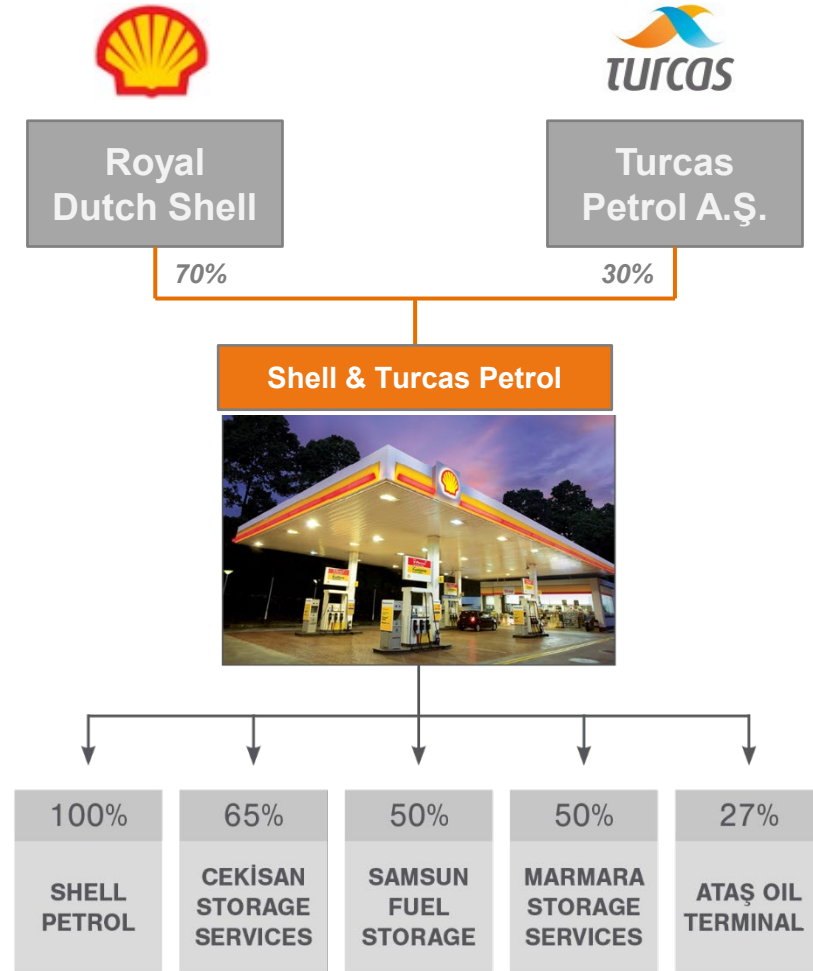 TURCAS
Royal
Dutch Shell
Turcas
Petrol A.Ş.
70%
30%
Shell & Turcas Petrol
100%
65%
50%
50%
27%
SHELL
PETROL
CEKİSAN
STORAGE
SERVICES
SAMSUN
FUEL
STORAGE
MARMARA
STORAGE
SERVICES
ATAŞ OIL
TERMINAL